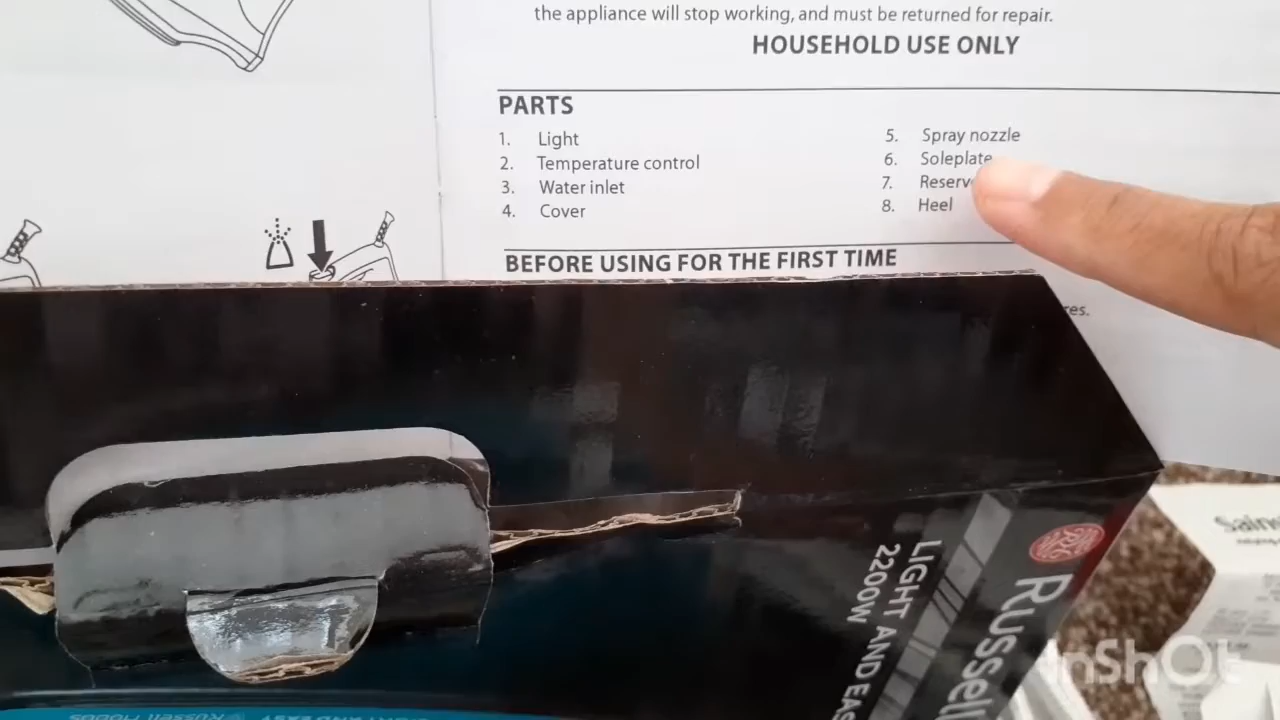 the appliance will stop working, and must be returned for repair.
HOUSEHOLD USE ONLY
PARTS
1. Light
2. Temperature control
3. Water inlet
4. Cover
5. Spray nozzle
6. Soleplate
7. Reserv
8. Heel
BEFORE USING FOR THE FIRST TIME
res.
LIGHT AND EAS
2200W
Russell
Sain
InShOt